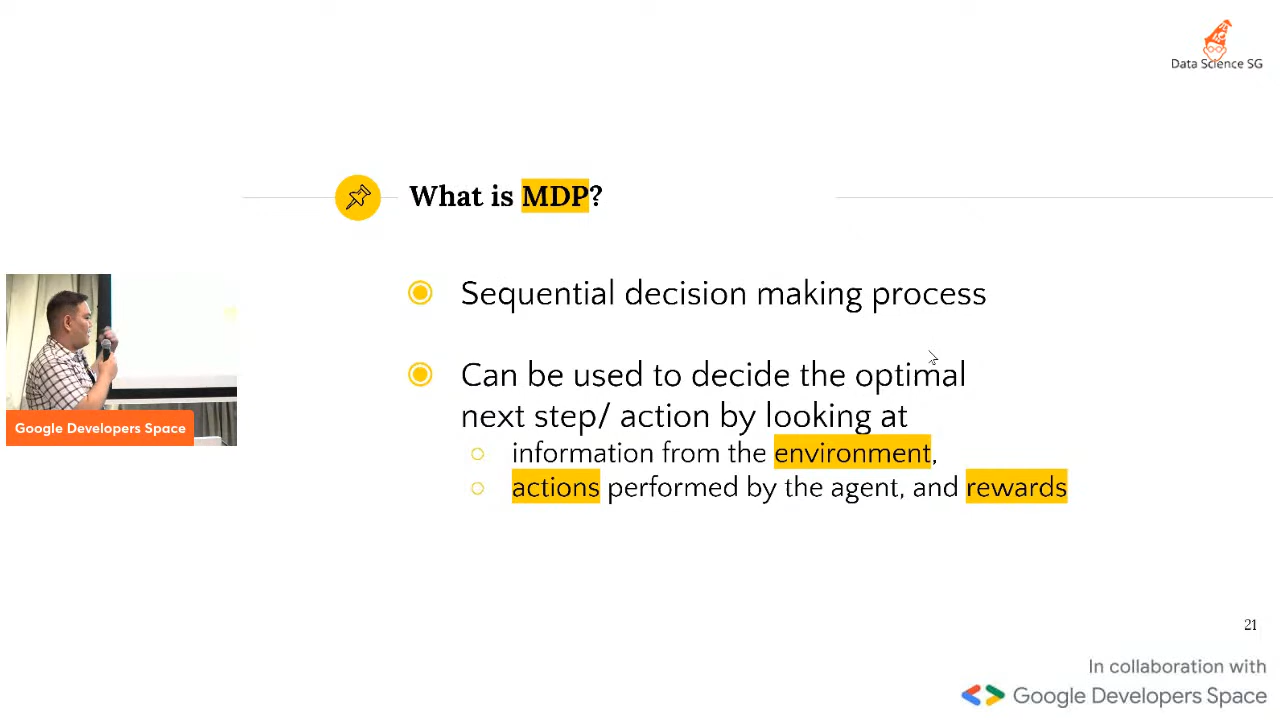 Data Science SG
What is MDP?
Sequential decision making process
Can be used to decide the optimal
next step/ action by looking at
information from the environment,
actions performed by the agent, and rewards
Google Developers Space
21
In collaboration with
Google Developers Space